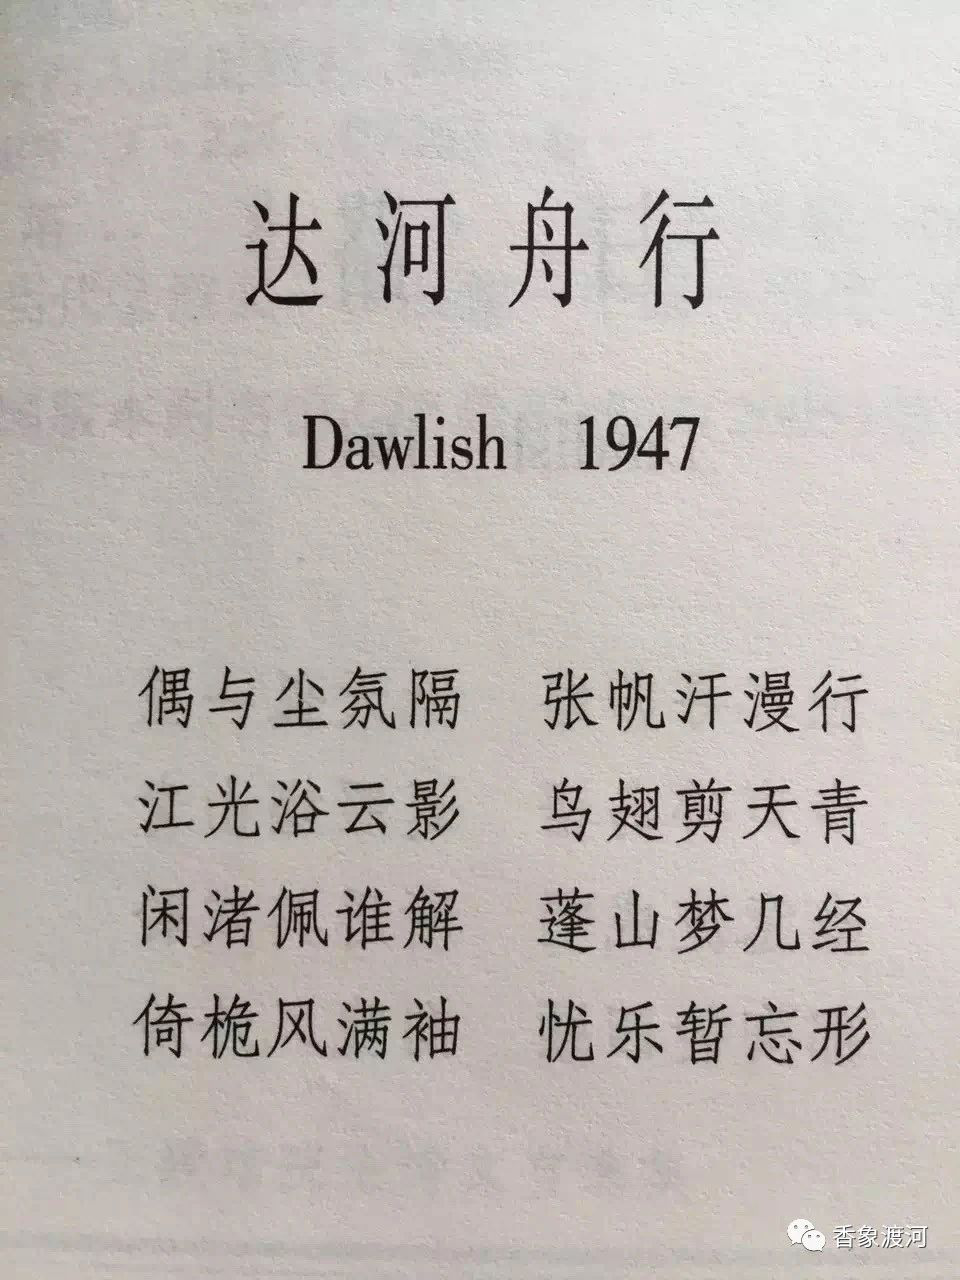 达河舟行
Dawlish 1947
偶与尘氛隔 张帆汗漫行
江光浴云影 鸟翅剪天青
闲渚佩谁解 蓬山梦几经
倚桅风满袖 忧乐暂忘形
香象渡河